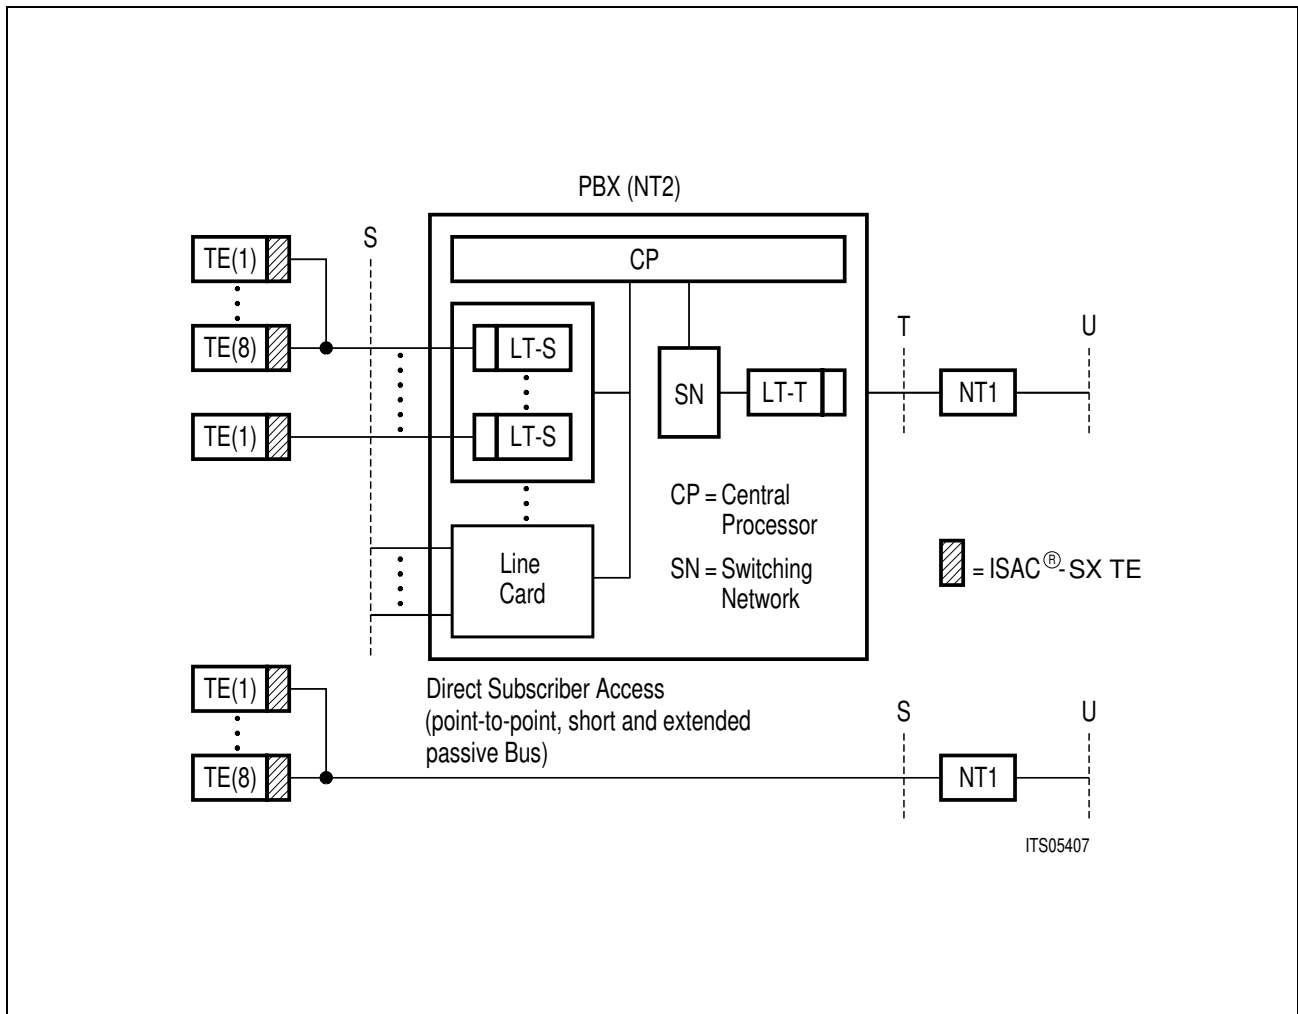 PBX (NT2)
S
TE(1)
CP
TE(8)
LT-S
T
U
SN
LT-T
NT1
TE(1)
LT-S
CP = Central
Processor
Line
Card
SN = Switching
Network
= ISAC®-SX TE
TE(1)
Direct Subscriber Access
(point-to-point, short and extended
passive Bus)
S
U
TE(8)
NT1
ITS05407